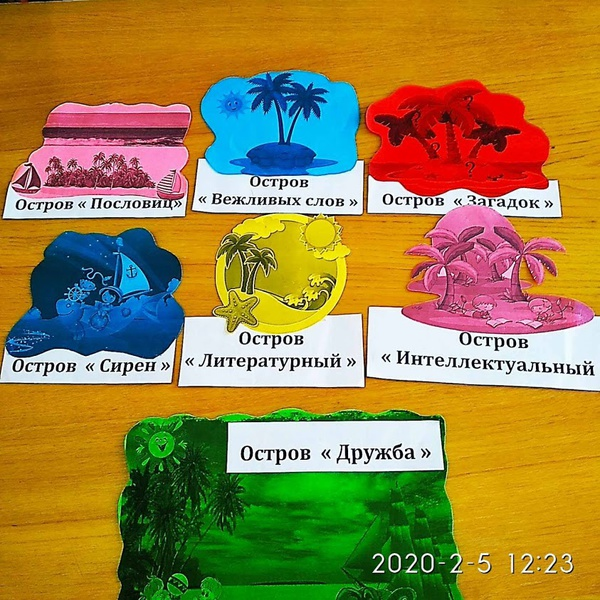 Остров « Пословиц»
Остров
« Вежливых слов »
Остров « Загадок »
? ? ?
Остров « Сирен »
Остров
« Литературный »
Остров
« Интеллектуальный
Остров « Дружба »
2020-2-5 12:23